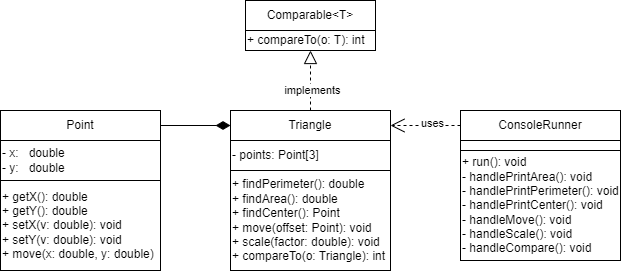 Comparable<T>
+ compareTo(o: T): int
implements
Point
- x: double
- y: double
+ getX(): double
+ getY(): double
+ setX(v: double): void
+ setY(v: double): void
+ move(x: double, y: double)
Triangle
- points: Point[3]
+ findPerimeter(): double
+ findArea(): double
+ findCenter(): Point
+ move(offset: Point): void
+ scale(factor: double): void
+ compareTo(o: Triangle): int
uses
ConsoleRunner
+ run(): void
- handlePrintArea(): void
- handlePrintPerimeter(): void
- handlePrintCenter(): void
- handleMove(): void
- handleScale(): void
- handleCompare(): void